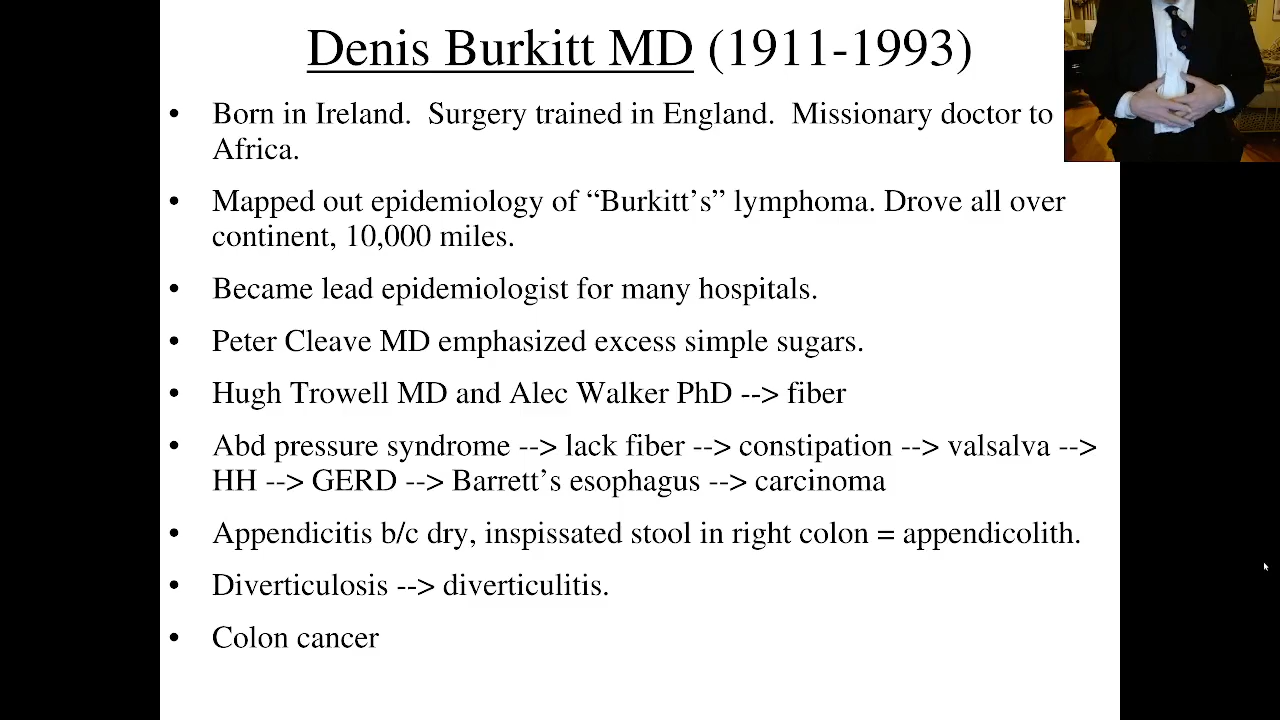 Denis Burkitt MD (1911-1993)
• Born in Ireland.  Surgery trained in England.  Missionary doctor to
Africa.
• Mapped out epidemiology of “Burkitt’s” lymphoma. Drove all over
continent, 10,000 miles.
• Became lead epidemiologist for many hospitals.
• Peter Cleave MD emphasized excess simple sugars.
• Hugh Trowell MD and Alec Walker PhD --> fiber
• Abd pressure syndrome --> lack fiber --> constipation --> valsalva -->
HH --> GERD --> Barrett’s esophagus --> carcinoma
• Appendicitis b/c dry, inspissated stool in right colon = appendicolith.
• Diverticulosis --> diverticulitis.
• Colon cancer